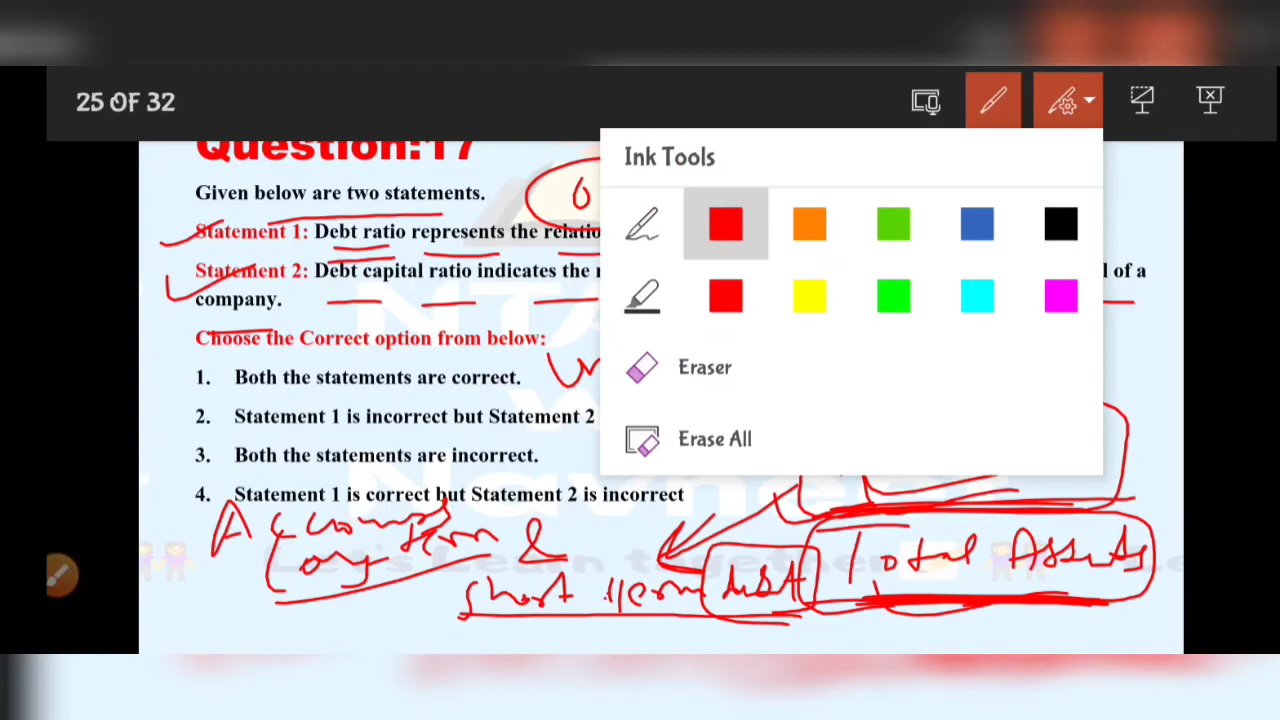 25 OF 32
Ink Tools
Question:17
Given below are two statements.
Statement 1: Debt ratio represents the relatio
Statement 2: Debt capital ratio indicates the
l of a
company.
Choose the Correct option from below:
1. Both the statements are correct.
2. Statement 1 is incorrect but Statement 2
3. Both the statements are incorrect.
4. Statement 1 is correct but Statement 2 is incorrect
Eraser
Erase All
long term &
short term debt
Total Assets